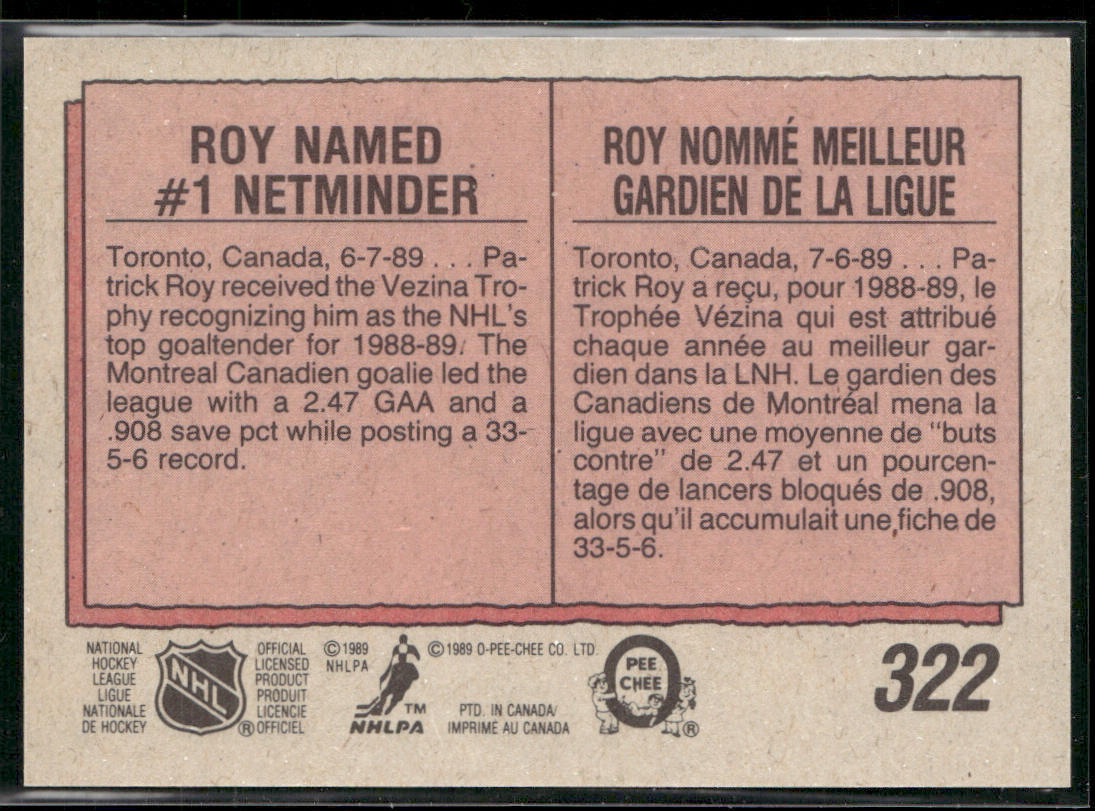 ROY NAMED
#1 NETMINDER
Toronto, Canada, 6-7-89 . . . Pa-
trick Roy received the Vezina Tro-
phy recognizing him as the NHL's
top goaltender for 1988-89. The
Montreal Canadien goalie led the
league with a 2.47 GAA and a
.908 save pct while posting a 33-
5-6 record.
ROY NOMMÉ MEILLEUR
GARDIEN DE LA LIGUE
Toronto, Canada, 7-6-89 . . . Pa-
trick Roy a reçu, pour 1988-89, le
Trophée Vézina qui est attribué
chaque année au meilleur gar-
dien dans la LNH. Le gardien des
Canadiens de Montréal mena la
ligue avec une moyenne de "buts
contre" de 2.47 et un pourcen-
tage de lancers bloqués de .908,
alors qu'il accumulait une fiche de
33-5-6.
NATIONAL
HOCKEY
LEAGUE
LIGUE
NATIONALE
DE HOCKEY
NHL
®
OFFICIAL
LICENSED
PRODUCT
PRODUIT
LICENCIE
OFFICIEL
©1989
NHLPA
TM
NHLPA
©1989 O-PEE-CHEE CO. LTD.
PTD. IN CANADA/
IMPRIMÉ AU CANADA
O
PEE
CHEE
®
322